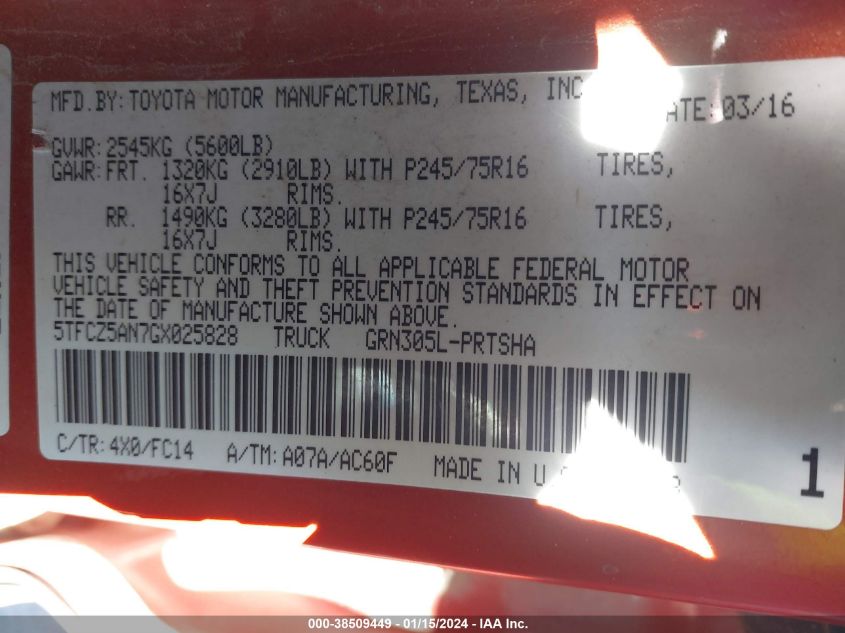 MFD.BY:TOYOTA MOTOR MANUFACTURING, TEXAS, INC
ATE:03/16
GVWR:2545KG (5600LB)
GAWR:FRT. 1320KG (2910LB) WITH P245/75R16 TIRES,
16X7J RIMS.
RR. 1490KG (3280LB) WITH P245/75R16 TIRES,
16X7J RIMS.
THIS VEHICLE CONFORMS TO ALL APPLICABLE FEDERAL MOTOR
VEHICLE SAFETY AND THEFT PREVENTION STANDARDS IN EFFECT ON
THE DATE OF MANUFACTURE SHOWN ABOVE.
5TFCZ5AN7GX025828 TRUCK GRN305L-PRTSHA
C/TR:4X0/FC14 A/TM:A07A/AC60F MADE IN U
1
000-38509449 - 01/15/2024 - IAA Inc.